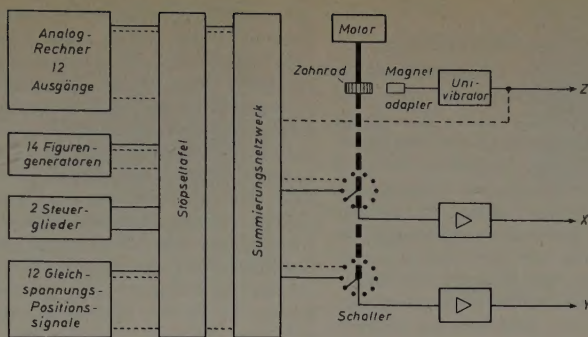 Analog-
Rechner
12
Ausgänge
14 Figuren-
generatoren
2 Steuer-
glieder
12 Gleich-
spannungs-
Positions-
signale
Stöpseltafel
Summierungsnetzwerk
Motor
Zahnrad
Magnet
adapter
Uni-
vibrator
Z
X
Y
Schalter